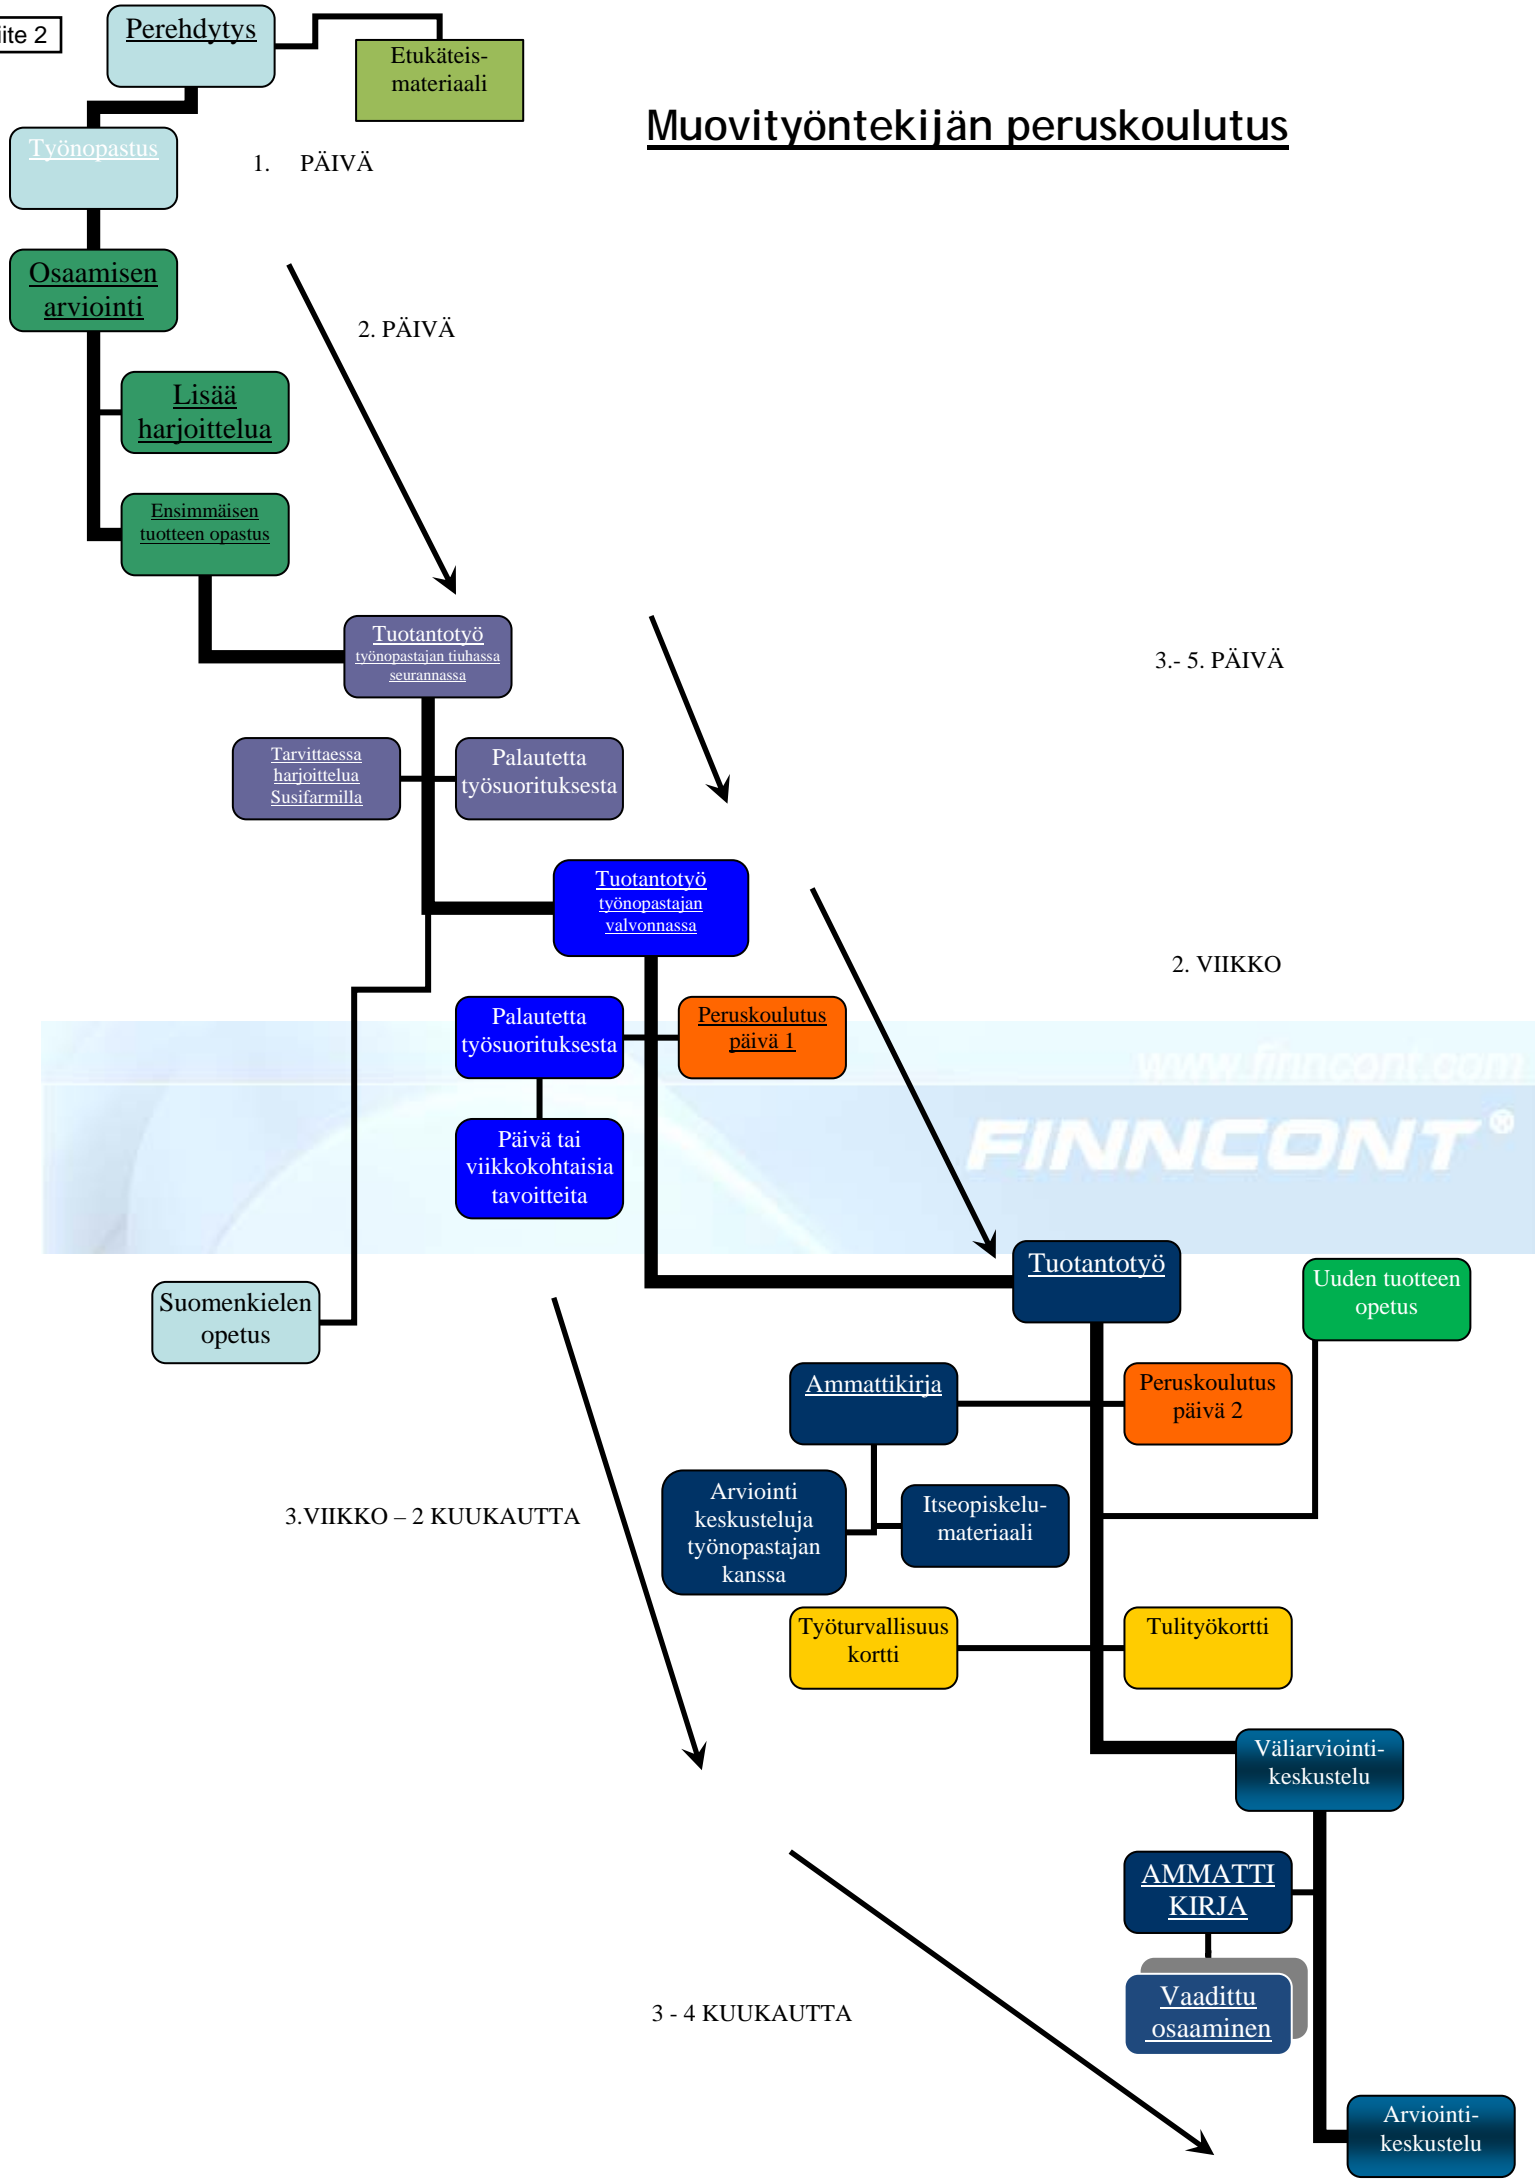 iite 2
Perehdytys
Etukäteis-
materiaali
Muovityöntekijän peruskoulutus
Työnopastus
1. PÄIVÄ
Osaamisen
arviointi
2. PÄIVÄ
Lisää
harjoittelua
Ensimmäisen
tuotteen opastus
Tuotantotyö
työnopastajan tiuhassa
seurannassa
3.- 5. PÄIVÄ
Tarvittaessa
harjoittelua
Susifarmilla
Palautetta
työsuorituksesta
Tuotantotyö
työnopastajan
valvonnassa
2. VIIKKO
Palautetta
työsuorituksesta
Peruskoulutus
päivä 1
www.finncont.com
FINNCONT®
Päivä tai
viikkokohtaisia
tavoitteita
Tuotantotyö
Uuden tuotteen
opetus
Suomenkielen
opetus
Ammattikirja
Peruskoulutus
päivä 2
3.VIIKKO – 2 KUUKAUTTA
Arviointi
keskusteluja
työnopastajan
kanssa
Itseopiskelu-
materiaali
Työturvallisuus
kortti
Tulityökortti
Väliarviointi-
keskustelu
AMMATTI
KIRJA
Vaadittu
osaaminen
3 - 4 KUUKAUTTA
Arviointi-
keskustelu